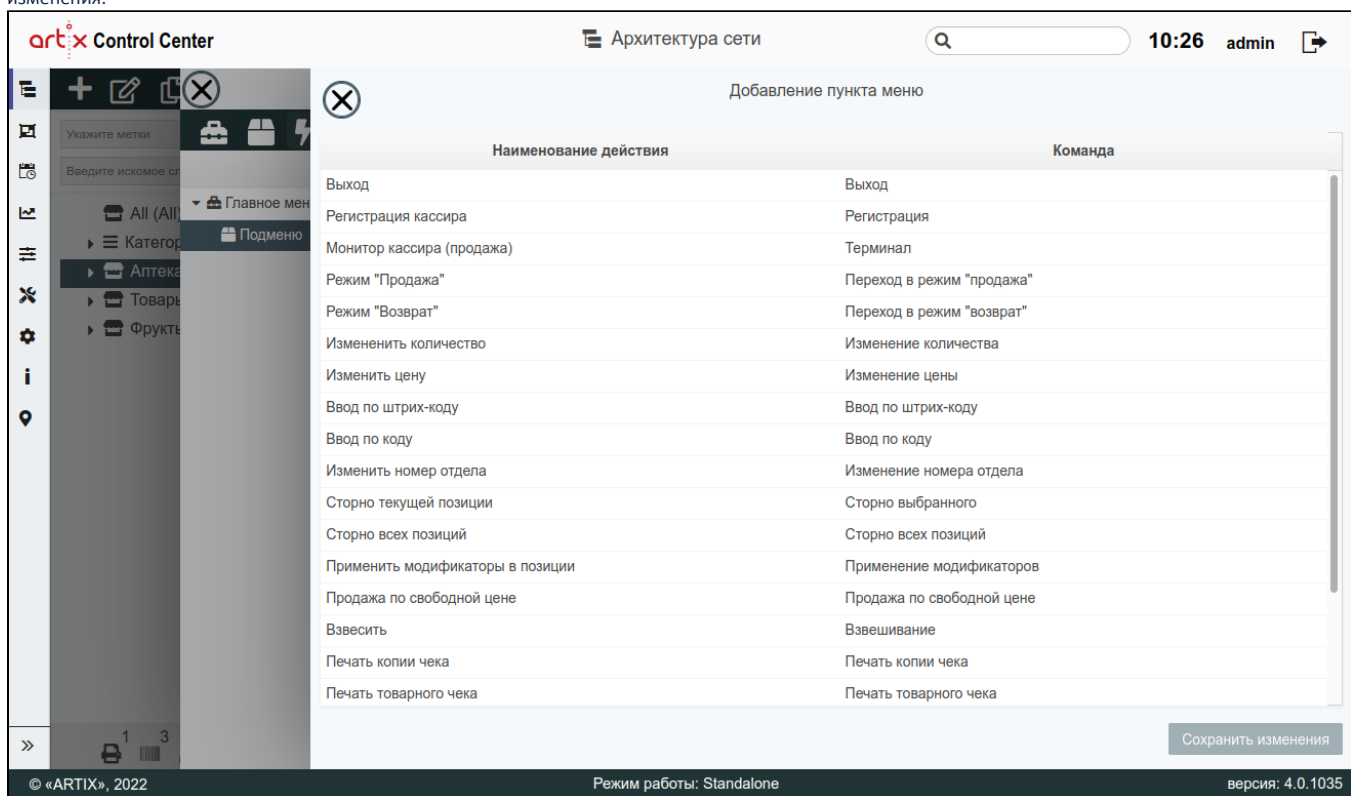 изменения.
artix Control Center
Архитектура сети
10:26 admin
Добавление пункта меню
Укажите метки
Введите искомое сл
All (All)
Категор
Аптека
Товары
Фрукты
Главное мен
Подменю
Наименование действия Команда
Выход Выход
Регистрация кассира Регистрация
Монитор кассира (продажа) Терминал
Режим "Продажа" Переход в режим "продажа"
Режим "Возврат" Переход в режим "возврат"
Измененить количество Изменение количества
Изменить цену Изменение цены
Ввод по штрих-коду Ввод по штрих-коду
Ввод по коду Ввод по коду
Изменить номер отдела Изменение номера отдела
Сторно текущей позиции Сторно выбранного
Сторно всех позиций Сторно всех позиций
Применить модификаторы в позиции Применение модификаторов
Продажа по свободной цене Продажа по свободной цене
Взвесить Взвешивание
Печать копии чека Печать копии чека
Печать товарного чека Печать товарного чека
1 3
Сохранить изменения
© «ARTIX», 2022 Режим работы: Standalone версия: 4.0.1035